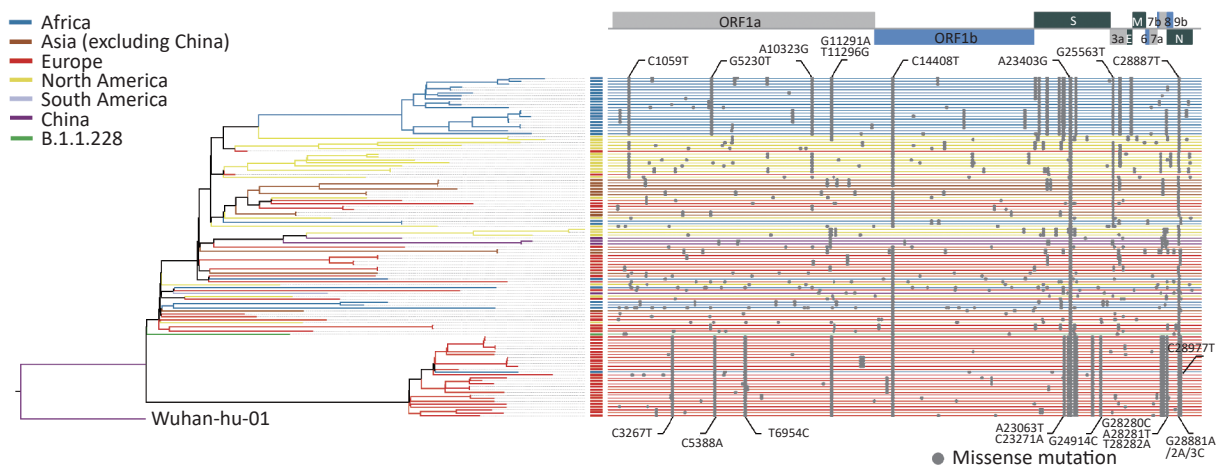 Africa
Asia (excluding China)
Europe
North America
South America
China
B.1.1.228
Wuhan-hu-01
ORF1a
ORF1b
S
3a
E
M
6
7a
7b
8
9b
N
C1059T
G5230T
A10323G
G11291A
T11296G
C14408T
A23403G
G25563T
C28887T
C28977T
C3267T
C5388A
T6954C
A23063T
C23271A
G24914C
G28280C
A28281T
T28282A
G28881A
/2A/3C
Missense mutation